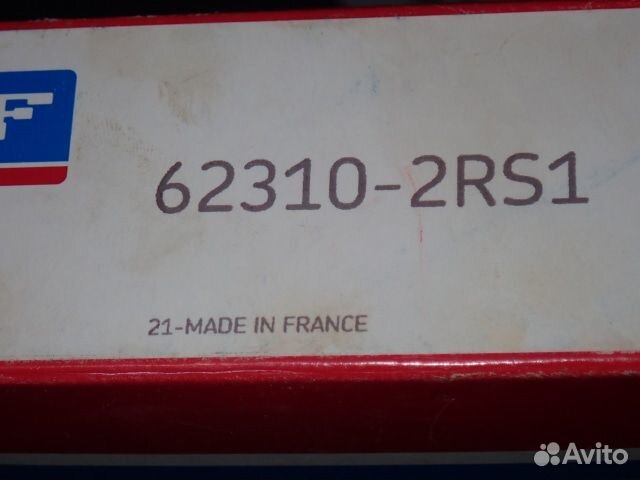 F
62310-2RS1
21-MADE IN FRANCE
Avito